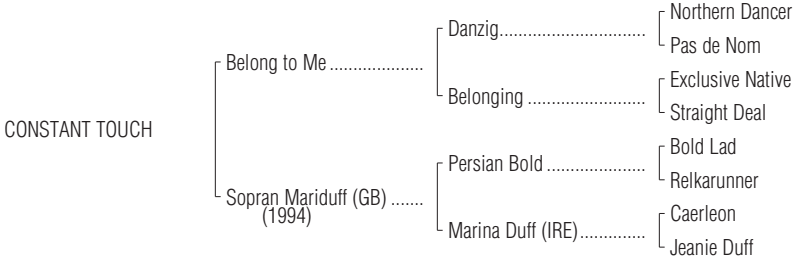 Northern Dancer
Danzig..............................
Pas de Nom
Belong to Me ...................
Exclusive Native
Belonging ........................
Straight Deal
CONSTANT TOUCH
Bold Lad
Persian Bold ....................
Relkarunner
Sopran Mariduff (GB) .......
(1994)
Caerleon
Marina Duff (IRE)..............
Jeanie Duff